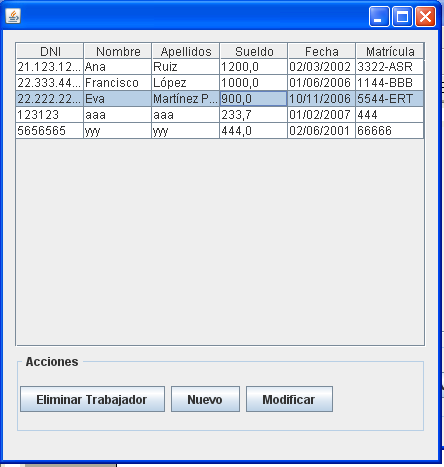 DNI Nombre Apellidos Sueldo Fecha Matrícula
21.123.12... Ana Ruiz 1200,0 02/03/2002 3322-ASR
22.333.44... Francisco López 1000,0 01/06/2006 1144-BBB
22.222.22... Eva Martínez P... 900,0 10/11/2006 5544-ERT
123123 aaa aaa 233,7 01/02/2007 444
5656565 yyy yyy 444,0 02/06/2001 66666
Acciones
Eliminar Trabajador Nuevo Modificar